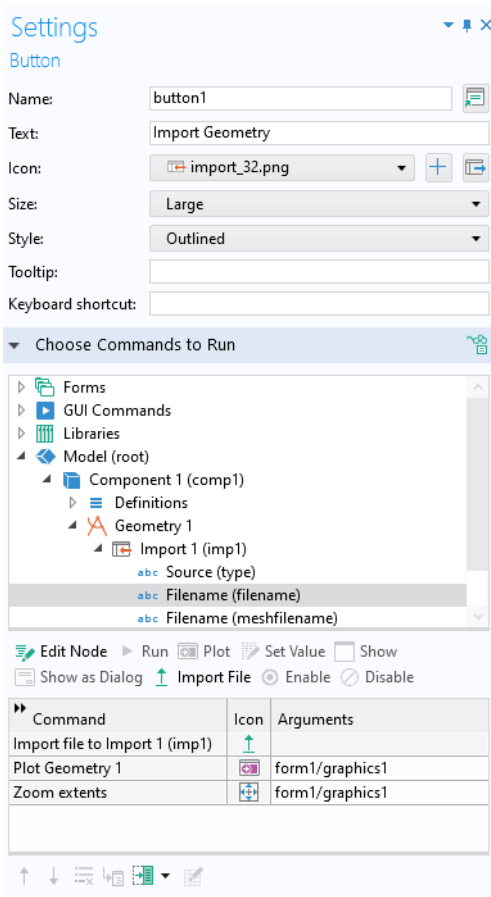 Settings
Button
Name: button1
Text: Import Geometry
Icon: import_32.png
Size: Large
Style: Outlined
Tooltip:
Keyboard shortcut:
Choose Commands to Run
Forms
GUI Commands
Libraries
Model (root)
Component 1 (comp1)
Definitions
Geometry 1
Import 1 (imp1)
abc Source (type)
abc Filename (filename)
abc Filename (meshfilename)
Edit Node Run Plot Set Value Show
Show as Dialog Import File Enable Disable
Command Icon Arguments
Import file to Import 1 (imp1)
Plot Geometry 1 form1/graphics1
Zoom extents form1/graphics1